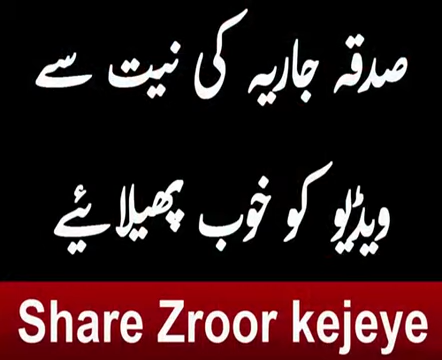 صدقہ جاریہ کی نیت سے
ویڈیو کو خوب پھیلائیے
Share Zroor kejeye